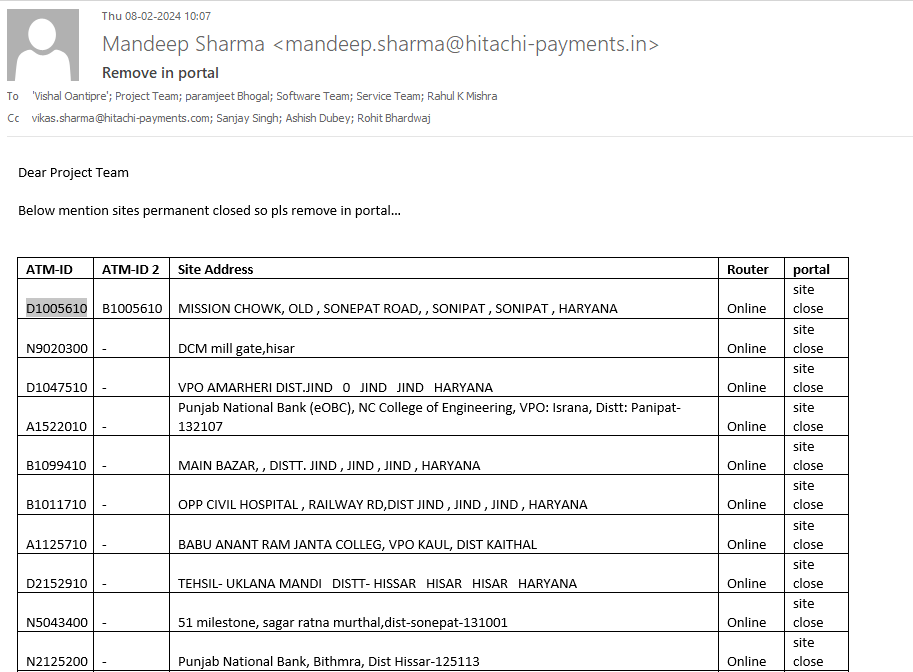 Thu 08-02-2024 10:07
Mandeep Sharma <mandeep.sharma@hitachi-payments.in>
Remove in portal
To 'Vishal Oantipre'; Project Team; paramjeet Bhogal; Software Team; Service Team; Rahul K Mishra
Cc vikas.sharma@hitachi-payments.com; Sanjay Singh; Ashish Dubey; Rohit Bhardwaj
Dear Project Team
Below mention sites permanent closed so pls remove in portal...
ATM-ID ATM-ID 2 Site Address Router portal
site
D1005610 B1005610 MISSION CHOWK, OLD , SONEPAT ROAD, , SONIPAT , SONIPAT , HARYANA Online close
site
N9020300 - DCM mill gate,hisar Online close
site
D1047510 - VPO AMARHERI DIST.JIND 0 JIND JIND HARYANA Online close
Punjab National Bank (eOBC), NC College of Engineering, VPO: Israna, Distt: Panipat- site
A1522010 - 132107 Online close
site
B1099410 - MAIN BAZAR, , DISTT. JIND , JIND , JIND , HARYANA Online close
site
B1011710 - OPP CIVIL HOSPITAL , RAILWAY RD,DIST JIND , JIND , JIND , HARYANA Online close
site
A1125710 - BABU ANANT RAM JANTA COLLEG, VPO KAUL, DIST KAITHAL Online close
site
D2152910 - TEHSIL- UKLANA MANDI DISTT- HISSAR HISAR HISAR HARYANA Online close
site
N5043400 - 51 milestone, sagar ratna murthal,dist-sonepat-131001 Online close
site
N2125200 - Punjab National Bank, Bithmra, Dist Hissar-125113 Online close